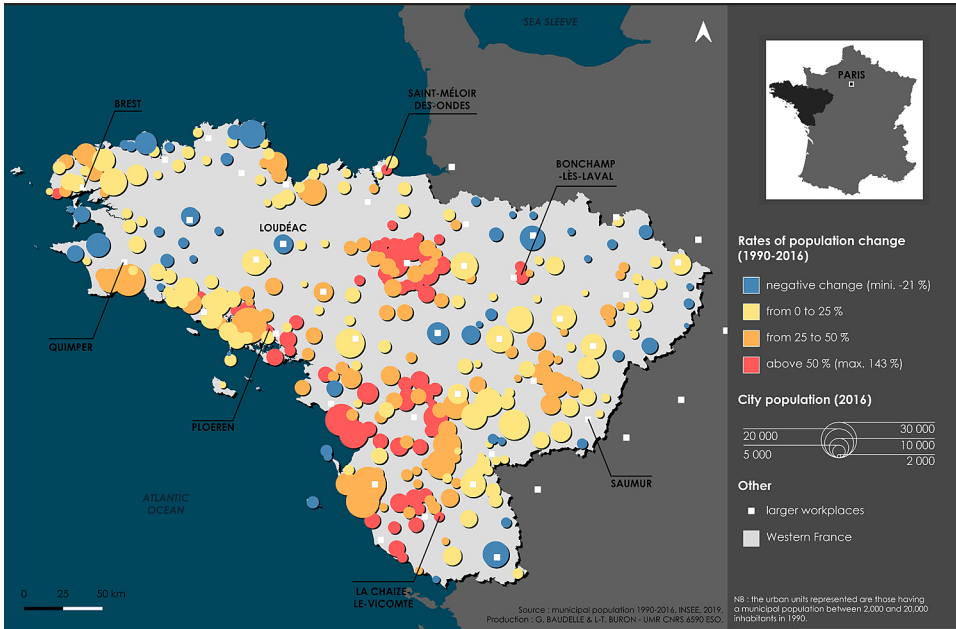 SEA SLEEVE
BREST
SAINT-MÉLOIR
DES-ONDES
BONCHAMP
-LÈS-LAVAL
LOUDÉAC
QUIMPER
PLOEREN
SAUMUR
ATLANTIC
OCEAN
LA CHAIZE-
LE-VICOMTE
0 25 50 km
Source : municipal population 1990-2016, INSEE, 2019.
Production : G. BAUDELLE & L-T. BURON - UMR CNRS 6590 ESO.
PARIS
Rates of population change
(1990-2016)
negative change (mini. -21 %)
from 0 to 25 %
from 25 to 50 %
above 50 % (max. 143 %)
City population (2016)
20 000 30 000
5 000 10 000
2 000
Other
larger workplaces
Western France
NB : the urban units represented are those having
a municipal population between 2,000 and 20,000
inhabitants in 1990.